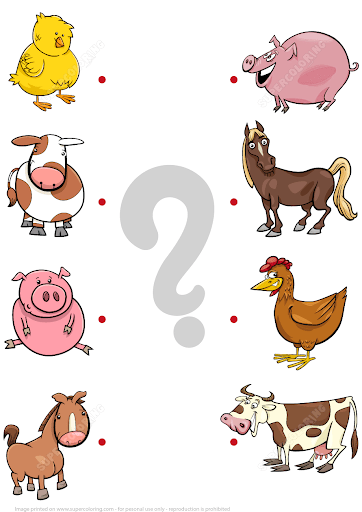 ?
Image printed on www.supercoloring.com - for personal use only - reproduction is prohibited